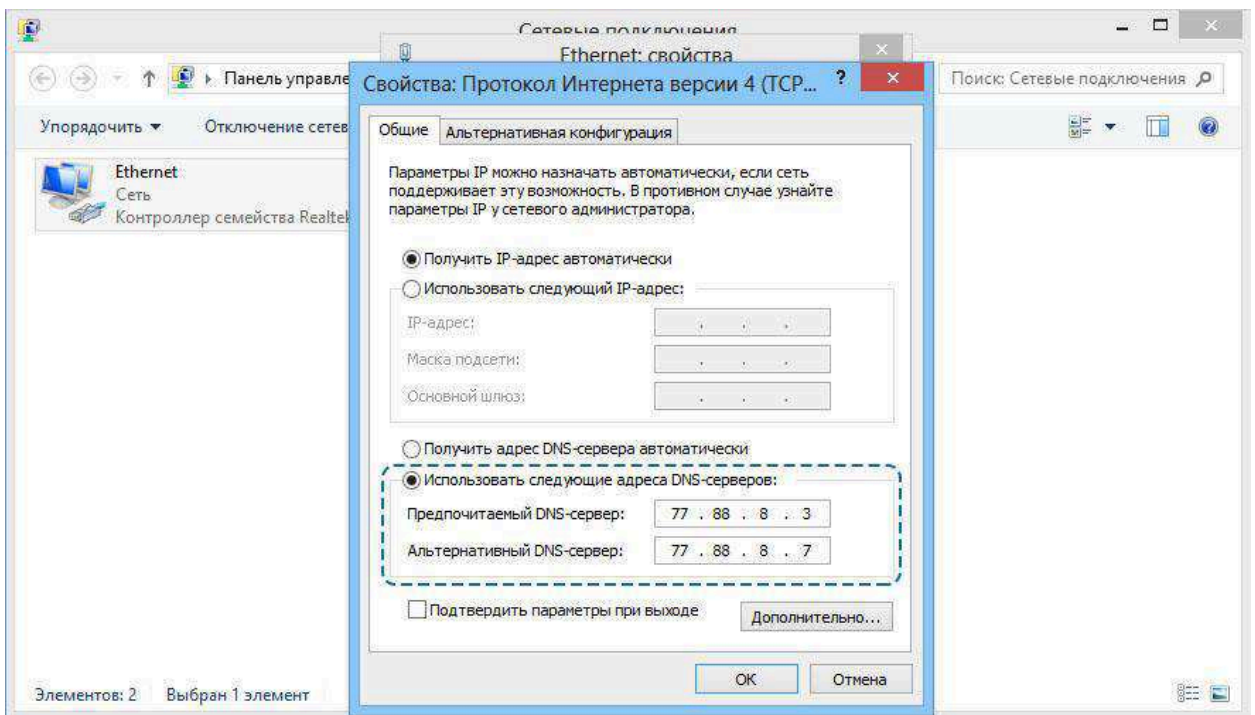 Сетевые подключения
Ethernet: свойства
Панель управле
Свойства: Протокол Интернета версии 4 (TCP...
?
Поиск: Сетевые подключения
Упорядочить
Отключение сетев
Ethernet
Сеть
Контроллер семейства Realtek
Общие
Альтернативная конфигурация
Параметры IP можно назначать автоматически, если сеть
поддерживает эту возможность. В противном случае узнайте
параметры IP у сетевого администратора.
Получить IP-адрес автоматически
Использовать следующий IP-адрес:
IP-адрес:
Маска подсети:
Основной шлюз:
Получить адрес DNS-сервера автоматически
Использовать следующие адреса DNS-серверов:
Предпочитаемый DNS-сервер: 77 . 88 . 8 . 3
Альтернативный DNS-сервер: 77 . 88 . 8 . 7
Подтвердить параметры при выходе
Дополнительно...
OK
Отмена
Элементов: 2
Выбран 1 элемент